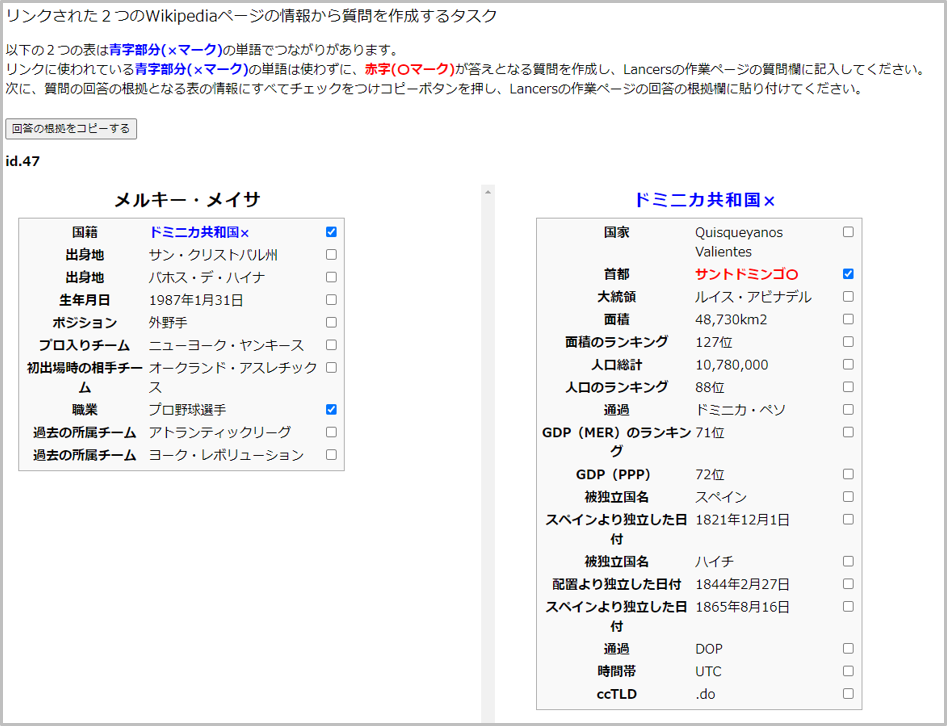 リンクされた２つのWikipediaページの情報から質問を作成するタスク
以下の２つの表は青字部分(×マーク)の単語でつながりがあります。
リンクに使われている青字部分(×マーク)の単語は使わずに、赤字(〇マーク)が答えとなる質問を作成し、Lancersの作業ページの質問欄に記入してください。
次に、質問の回答の根拠となる表の情報にすべてチェックをつけコピーボタンを押し、Lancersの作業ページの回答の根拠欄に貼り付けてください。
回答の根拠をコピーする
id.47
メルキー・メイサ
国籍 ドミニカ共和国×
出身地 サン・クリストバル州
出身地 バホス・デ・ハイナ
生年月日 1987年1月31日
ポジション 外野手
プロ入りチーム ニューヨーク・ヤンキース
初出場時の相手チー オークランド・アスレチック
ム ス
職業 プロ野球選手
過去の所属チーム アトランティックリーグ
過去の所属チーム ヨーク・レボリューション
ドミニカ共和国×
国家 Quisqueyanos
Valientes
首都 サントドミンゴ〇
大統領 ルイス・アビナデル
面積 48,730km2
面積のランキング 127位
人口総計 10,780,000
人口のランキング 88位
通過 ドミニカ・ペソ
GDP（MER）のランキン 71位
グ
GDP（PPP） 72位
被独立国名 スペイン
スペインより独立した日 1821年12月1日
付
被独立国名 ハイチ
配置より独立した日付 1844年2月27日
スペインより独立した日 1865年8月16日
付
通過 DOP
時間帯 UTC
ccTLD .do